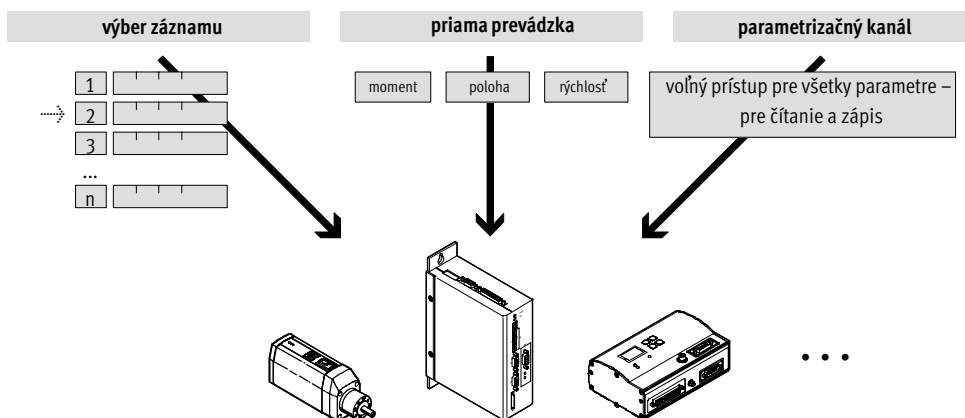 výber záznamu
priama prevádzka
parametrizačný kanál
1
2
3
...
n
moment
poloha
rýchlosť
voľný prístup pre všetky parametre –
pre čítanie a zápis
• • •